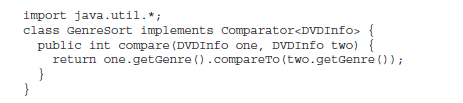 import java.util.*;
class GenreSort implements Comparator<DVDInfo> {
  public int compare(DVDInfo one, DVDInfo two) {
    return one.getGenre().compareTo(two.getGenre());
  }
}